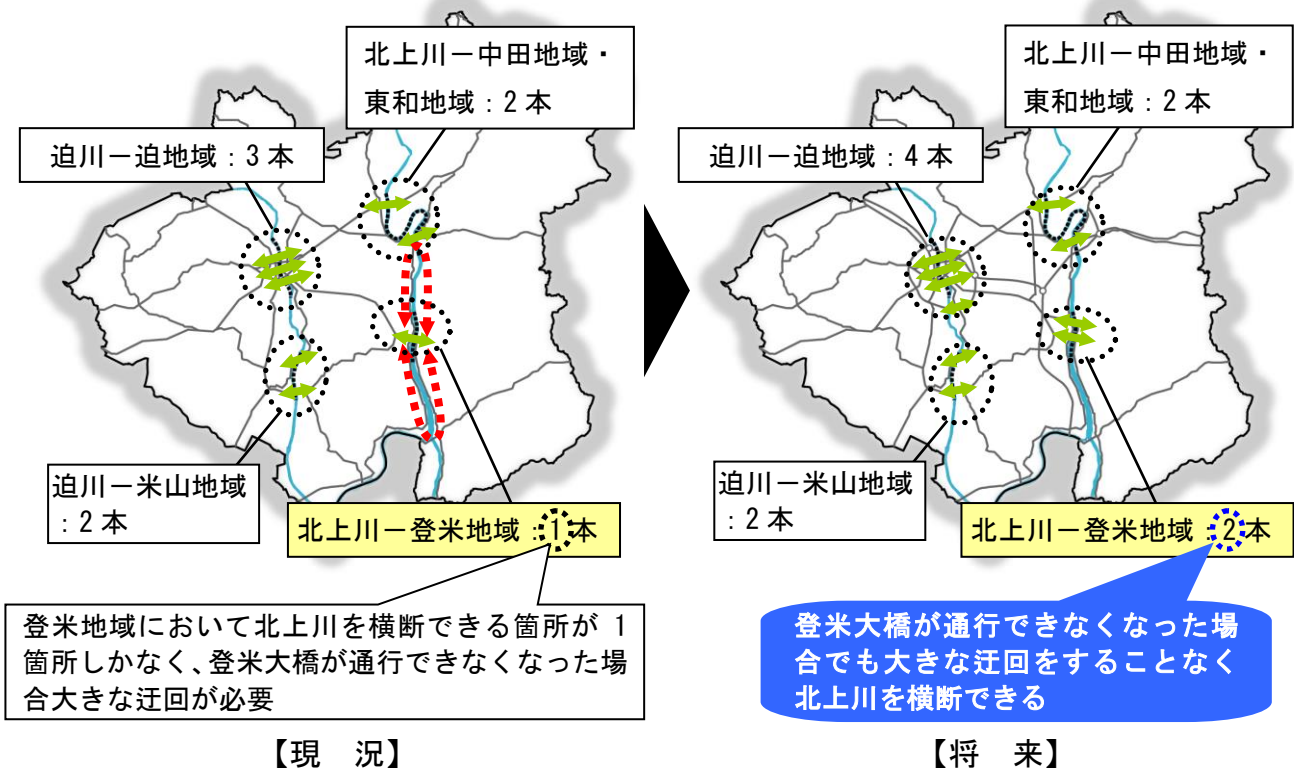 北上川－中田地域・
東和地域：2本
迫川－迫地域：3本
迫川－米山地域
：2本
北上川－登米地域：1本
登米地域において北上川を横断できる箇所が 1
箇所しかなく、登米大橋が通行できなくなった場
合大きな迂回が必要
【現　況】
北上川－中田地域・
東和地域：2本
迫川－迫地域：4本
迫川－米山地域
：2本
北上川－登米地域：2本
登米大橋が通行できなくなった場
合でも大きな迂回をすることなく
北上川を横断できる
【将　来】